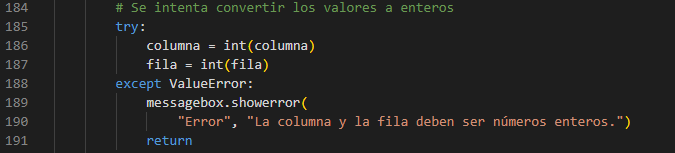 184 # Se intenta convertir los valores a enteros
185 try:
186 columna = int(columna)
187 fila = int(fila)
188 except ValueError:
189 messagebox.showerror(
190 "Error", "La columna y la fila deben ser números enteros.")
191 return